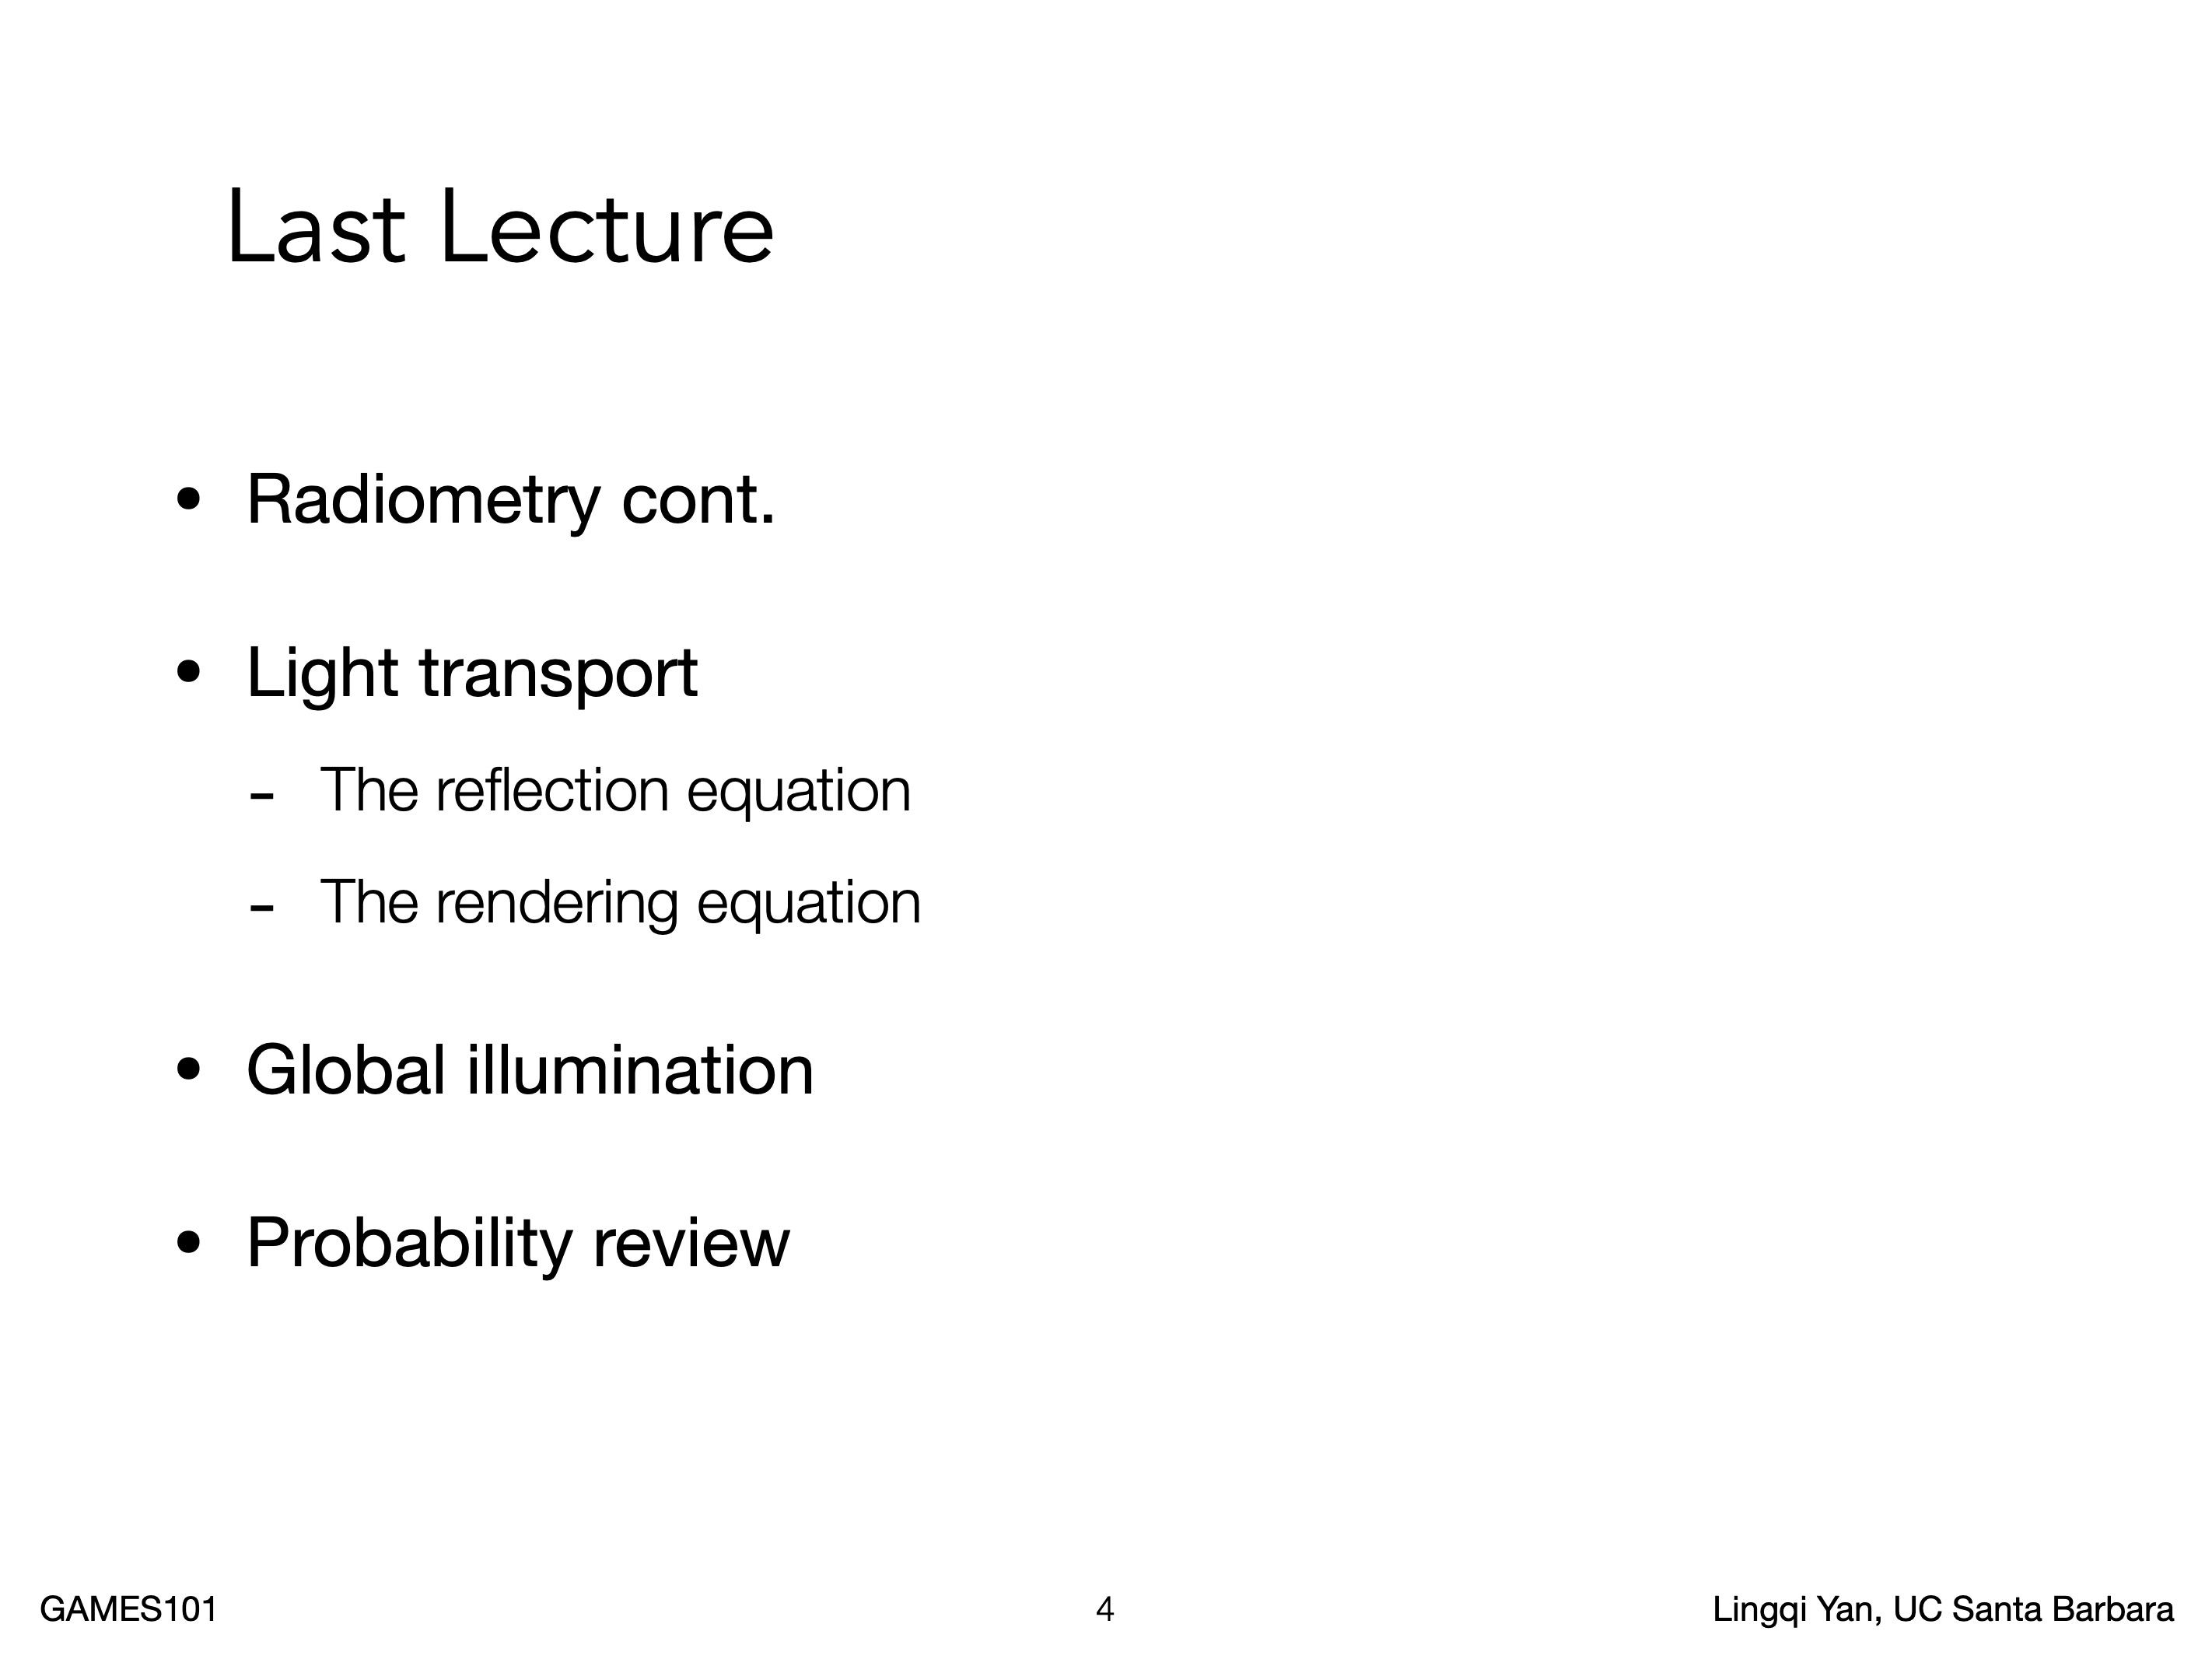 Last Lecture
• Radiometry cont.
• Light transport
- The reflection equation
- The rendering equation
• Global illumination
• Probability review
GAMES101
4
Lingqi Yan, UC Santa Barbara